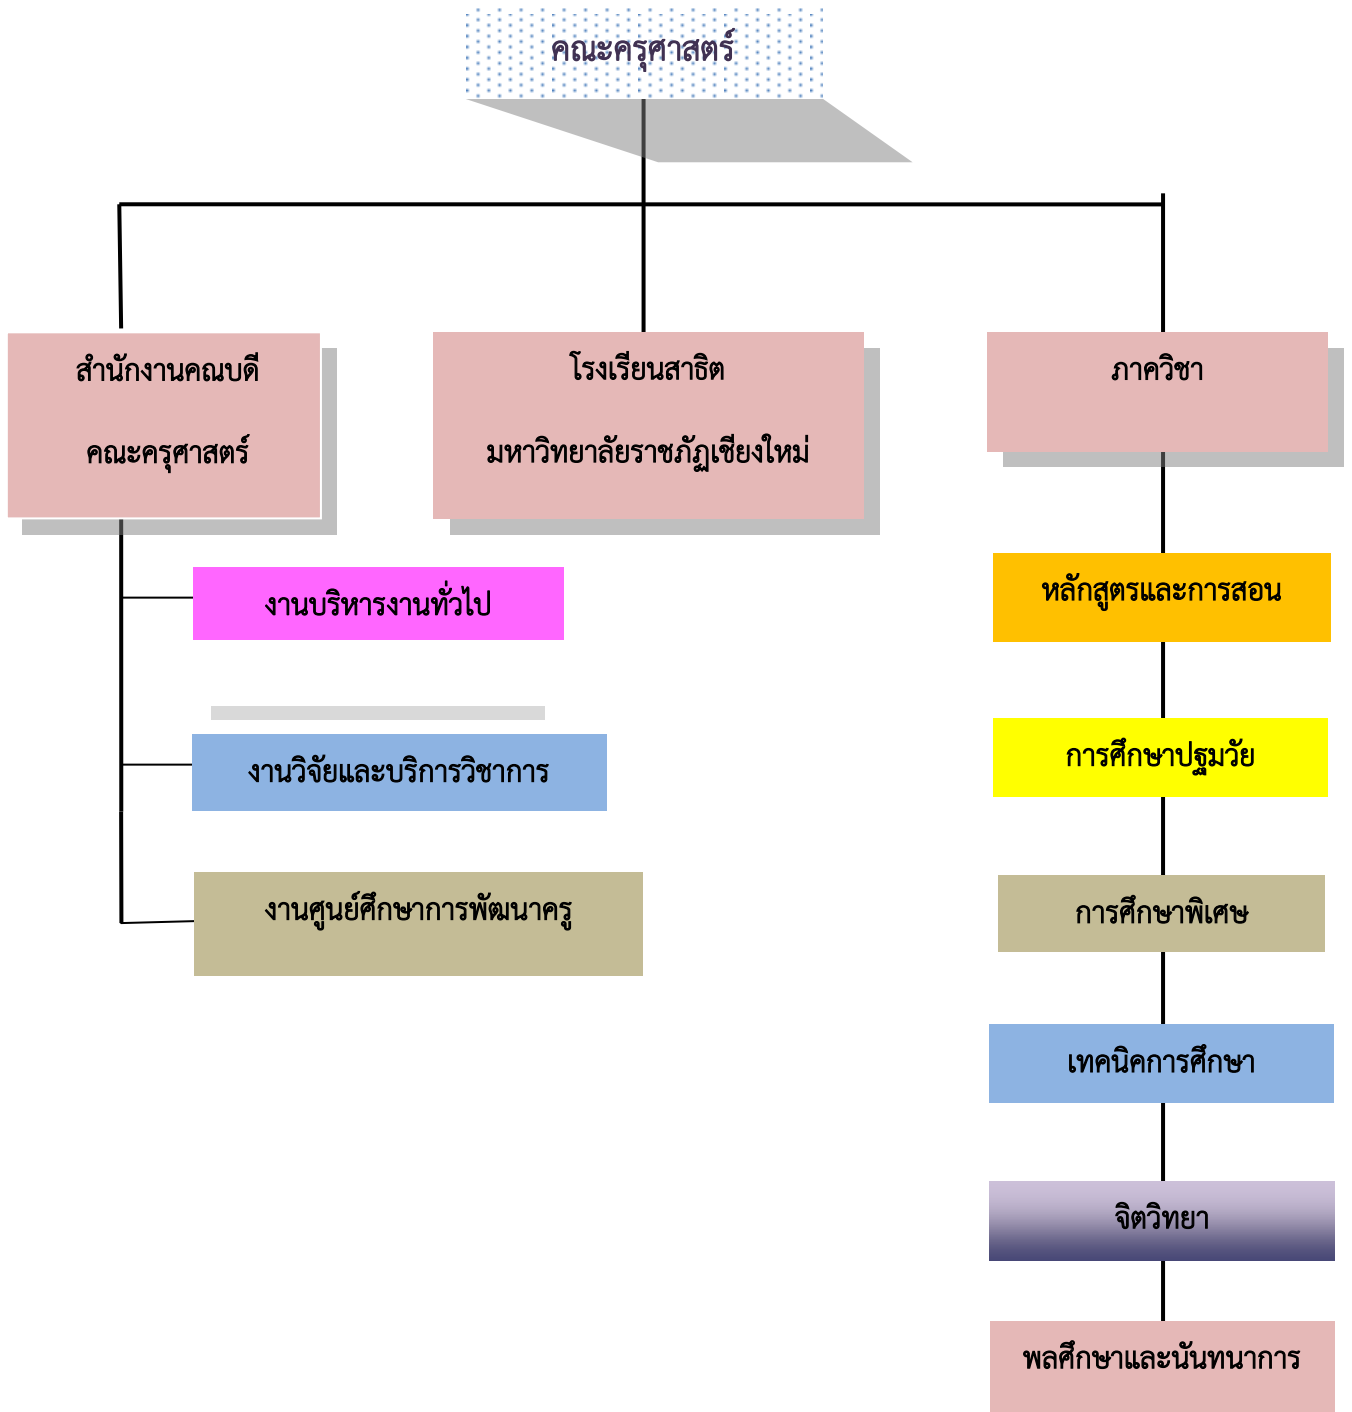 คณะครุศาสตร์
สำนักงานคณบดี
คณะครุศาสตร์
โรงเรียนสาธิต
มหาวิทยาลัยราชภัฏเชียงใหม่
ภาควิชา
งานบริหารงานทั่วไป
งานวิจัยและบริการวิชาการ
งานศูนย์ศึกษาการพัฒนาครู
หลักสูตรและการสอน
การศึกษาปฐมวัย
การศึกษาพิเศษ
เทคนิคการศึกษา
จิตวิทยา
พลศึกษาและนันทนาการ